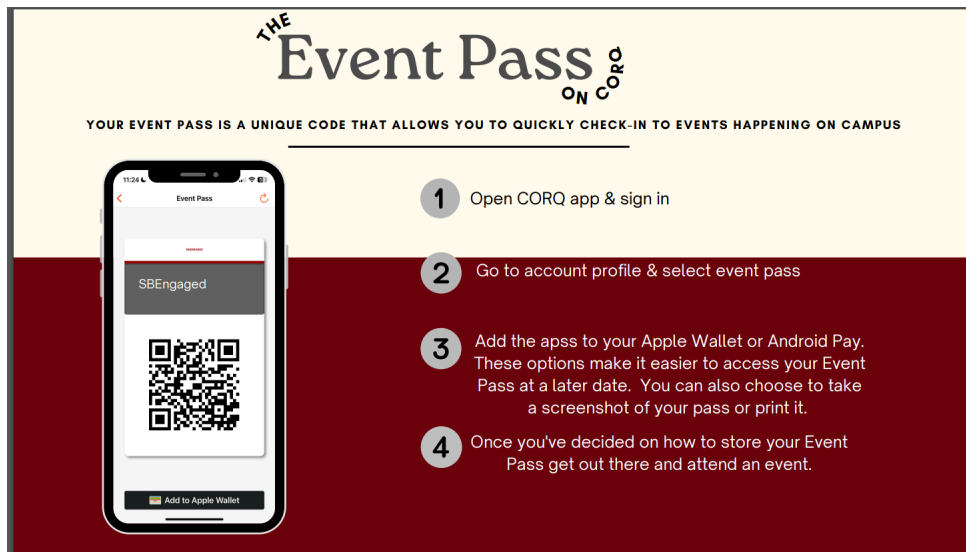 THE
Event Pass
ON CORQ
YOUR EVENT PASS IS A UNIQUE CODE THAT ALLOWS YOU TO QUICKLY CHECK-IN TO EVENTS HAPPENING ON CAMPUS
11:24
Event Pass
SBEngaged
Add to Apple Wallet
1 Open CORQ app & sign in
2 Go to account profile & select event pass
3 Add the apss to your Apple Wallet or Android Pay.
These options make it easier to access your Event
Pass at a later date. You can also choose to take
a screenshot of your pass or print it.
4 Once you've decided on how to store your Event
Pass get out there and attend an event.